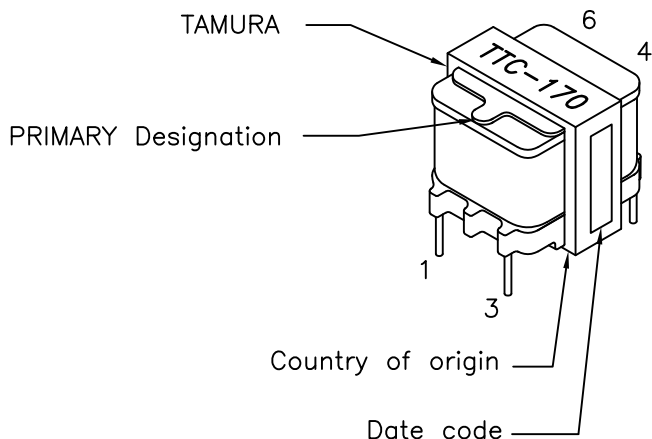 TAMURA
6
4
TTC-170
PRIMARY Designation
1
3
Country of origin
Date code